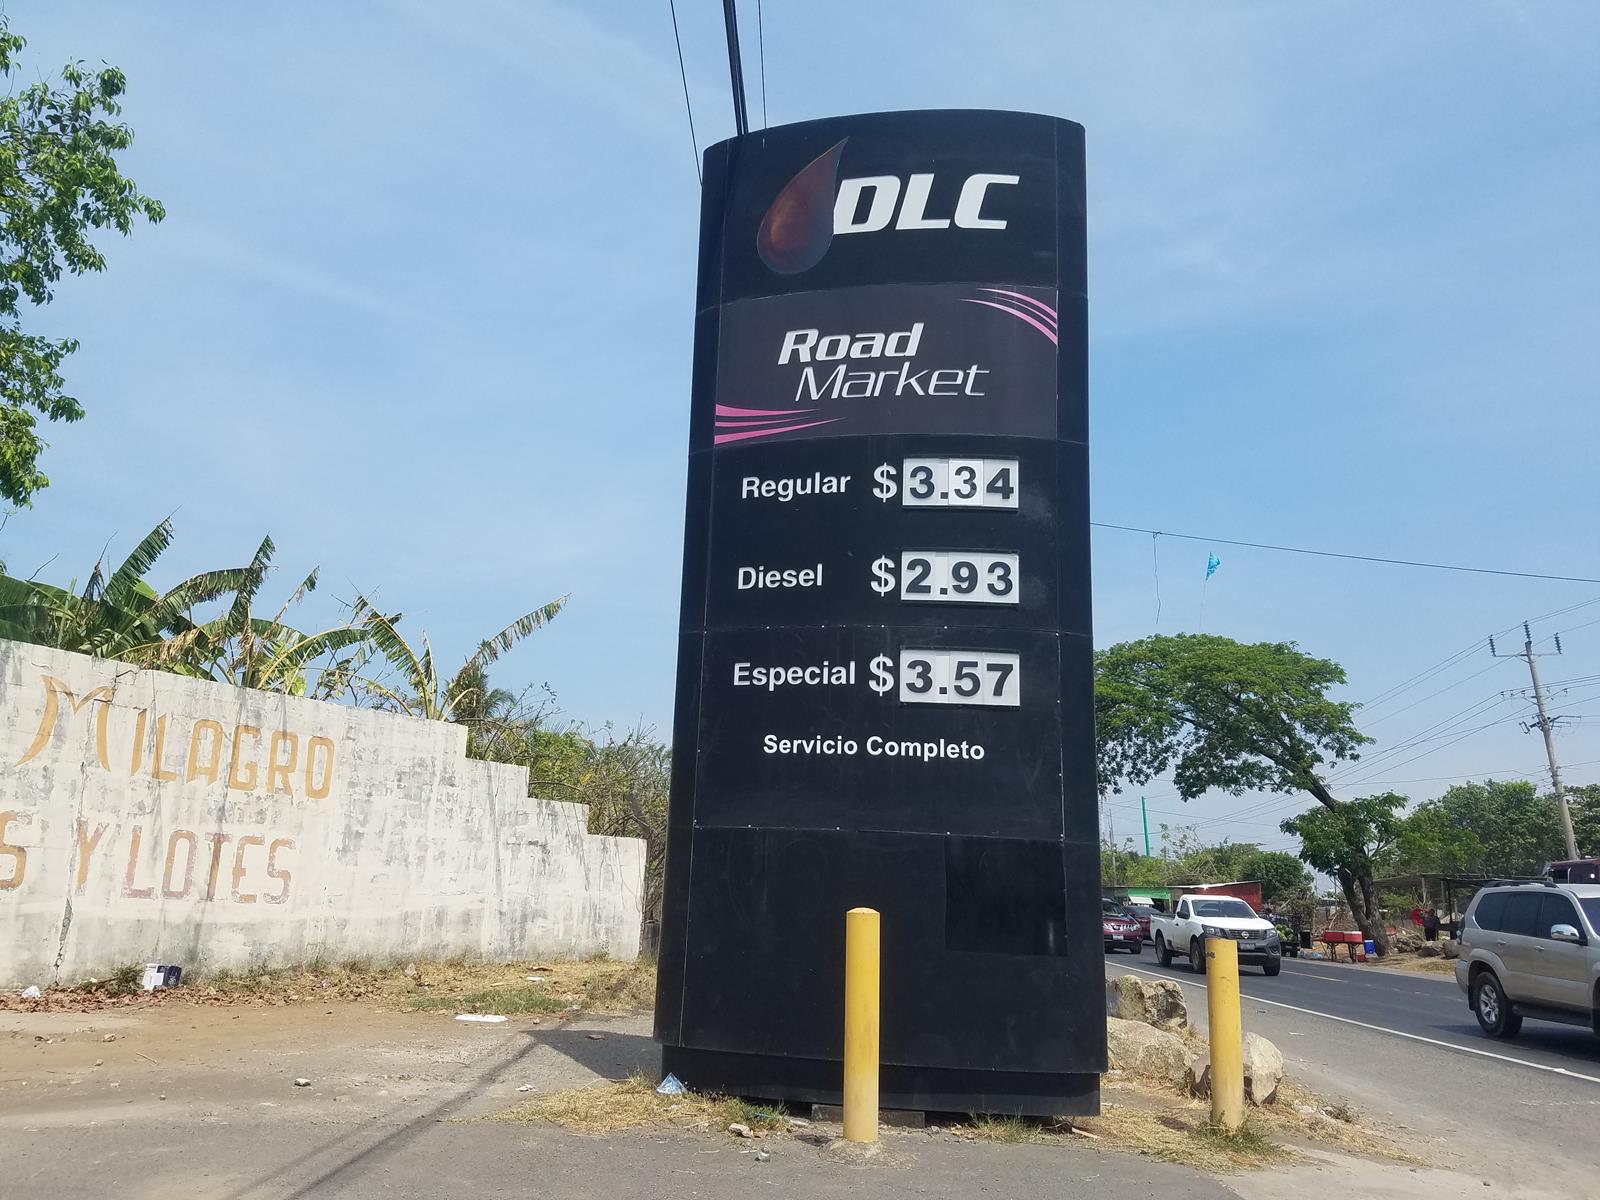 DLC
Road
Market
Regular $ 3.34
Diesel $ 2.93
Especial $ 3.57
Servicio Completo
MILAGRO
S Y LOTES